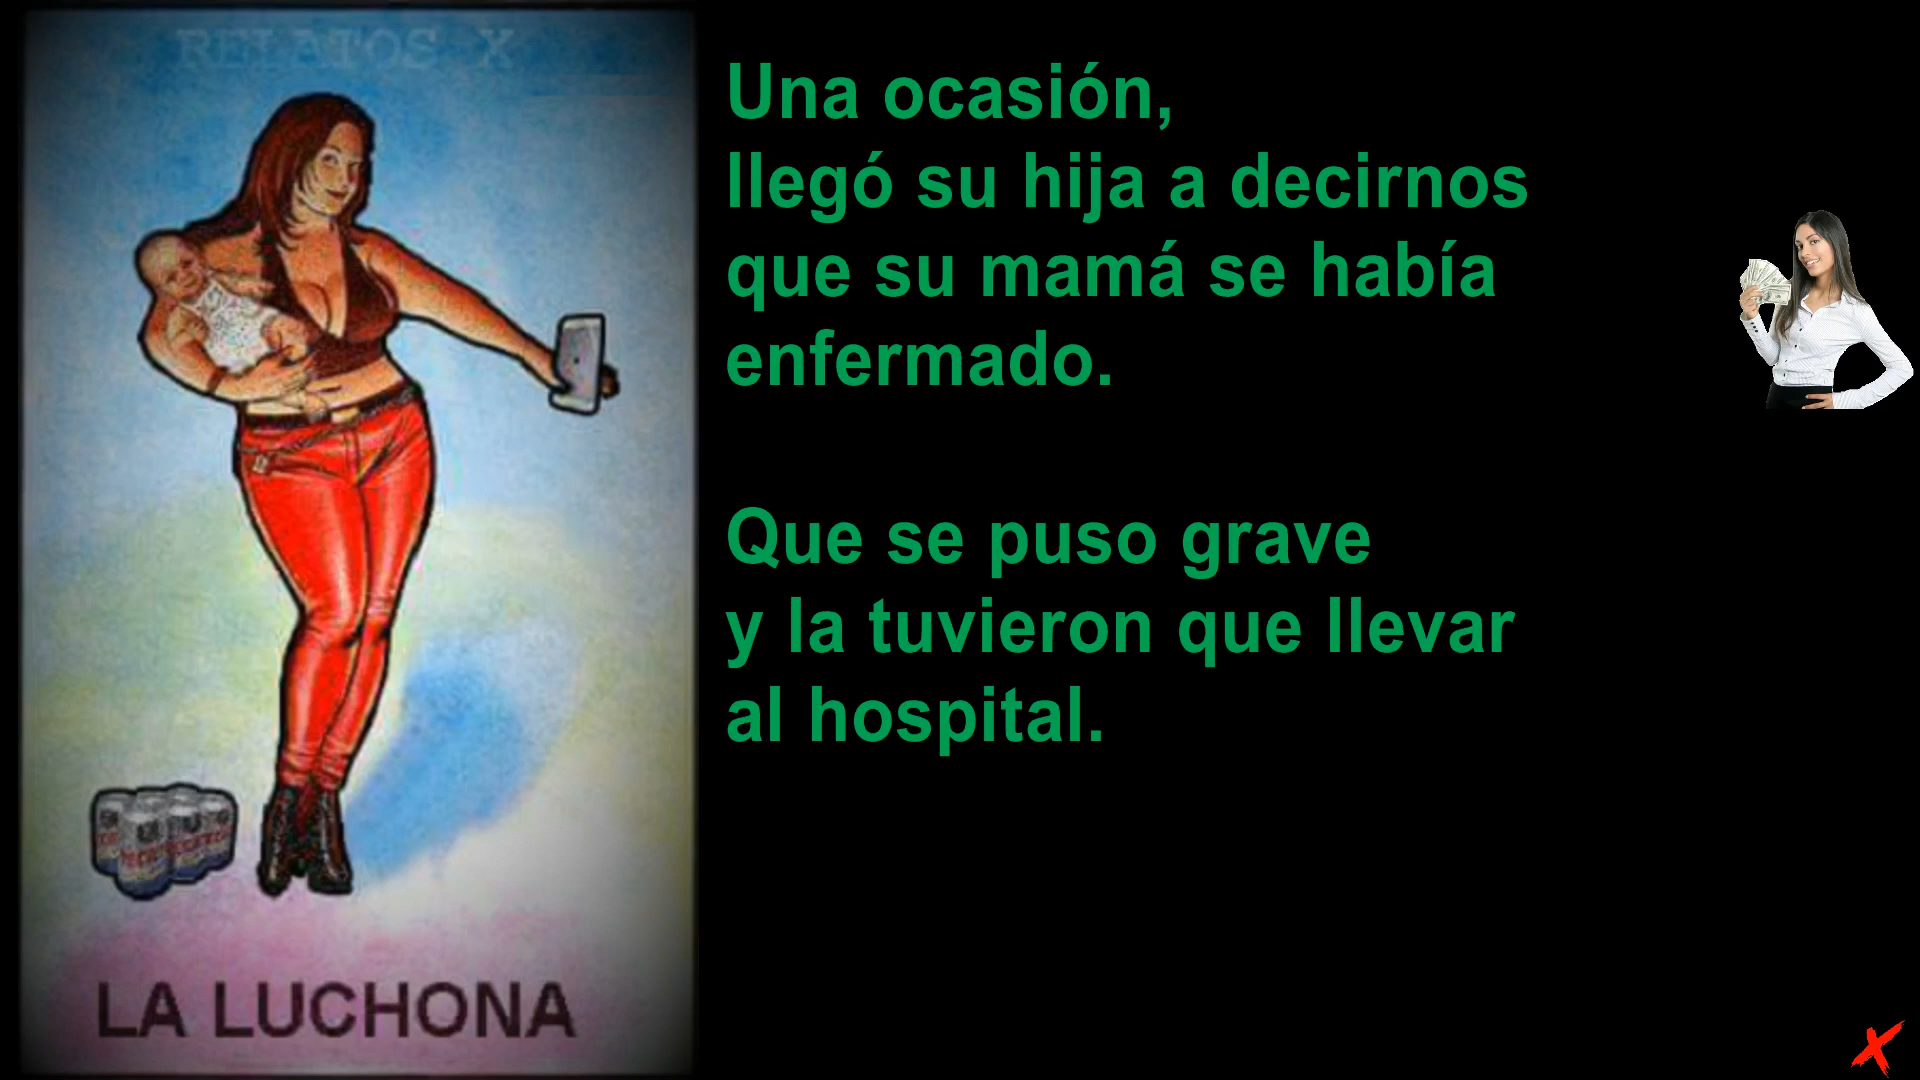 RELATOS X
Una ocasión,
llegó su hija a decirnos
que su mamá se había
enfermado.
Que se puso grave
y la tuvieron que llevar
al hospital.
LA LUCHONA